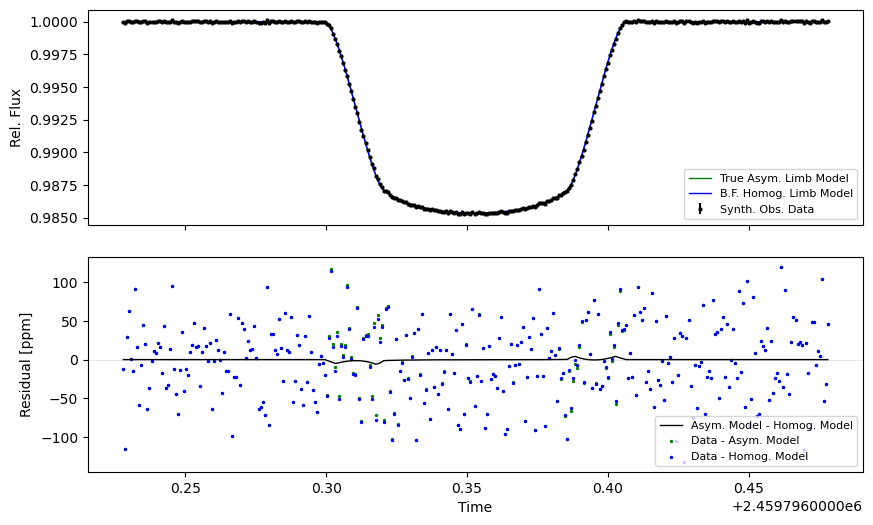 1.0000
0.9975
0.9950
0.9925
0.9900
0.9875
0.9850
Rel. Flux
True Asym. Limb Model
B.F. Homog. Limb Model
Synth. Obs. Data
100
50
0
−50
−100
Residual [ppm]
Asym. Model - Homog. Model
Data - Asym. Model
Data - Homog. Model
0.25
0.30
0.35
0.40
0.45
Time
+2.4597960000e6